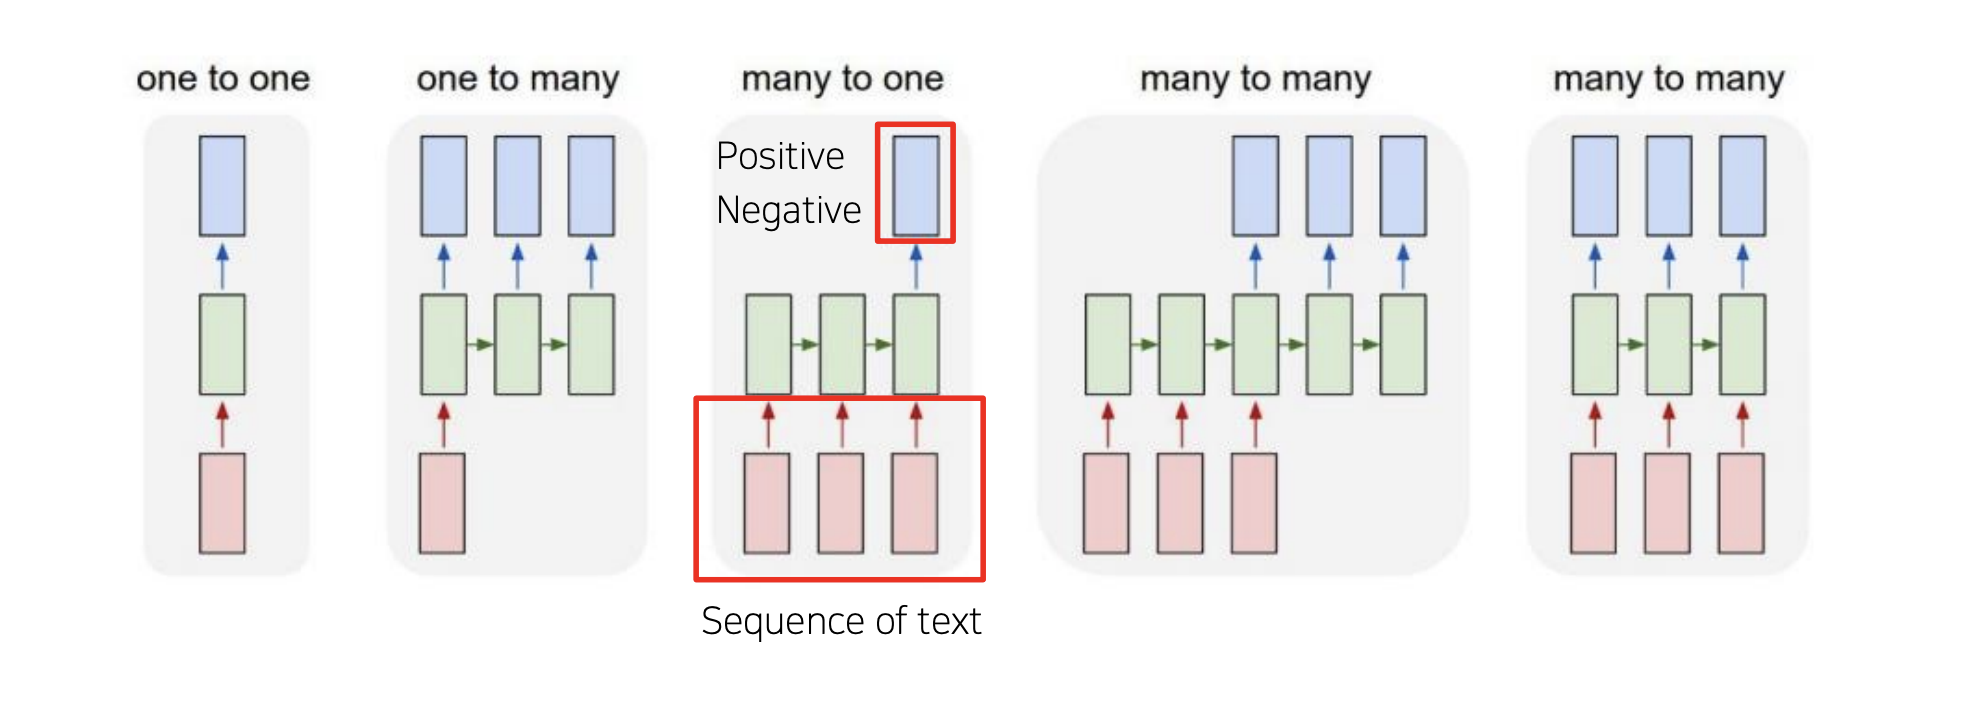 one to one
one to many
many to one
many to many
many to many
Positive
Negative
Sequence of text